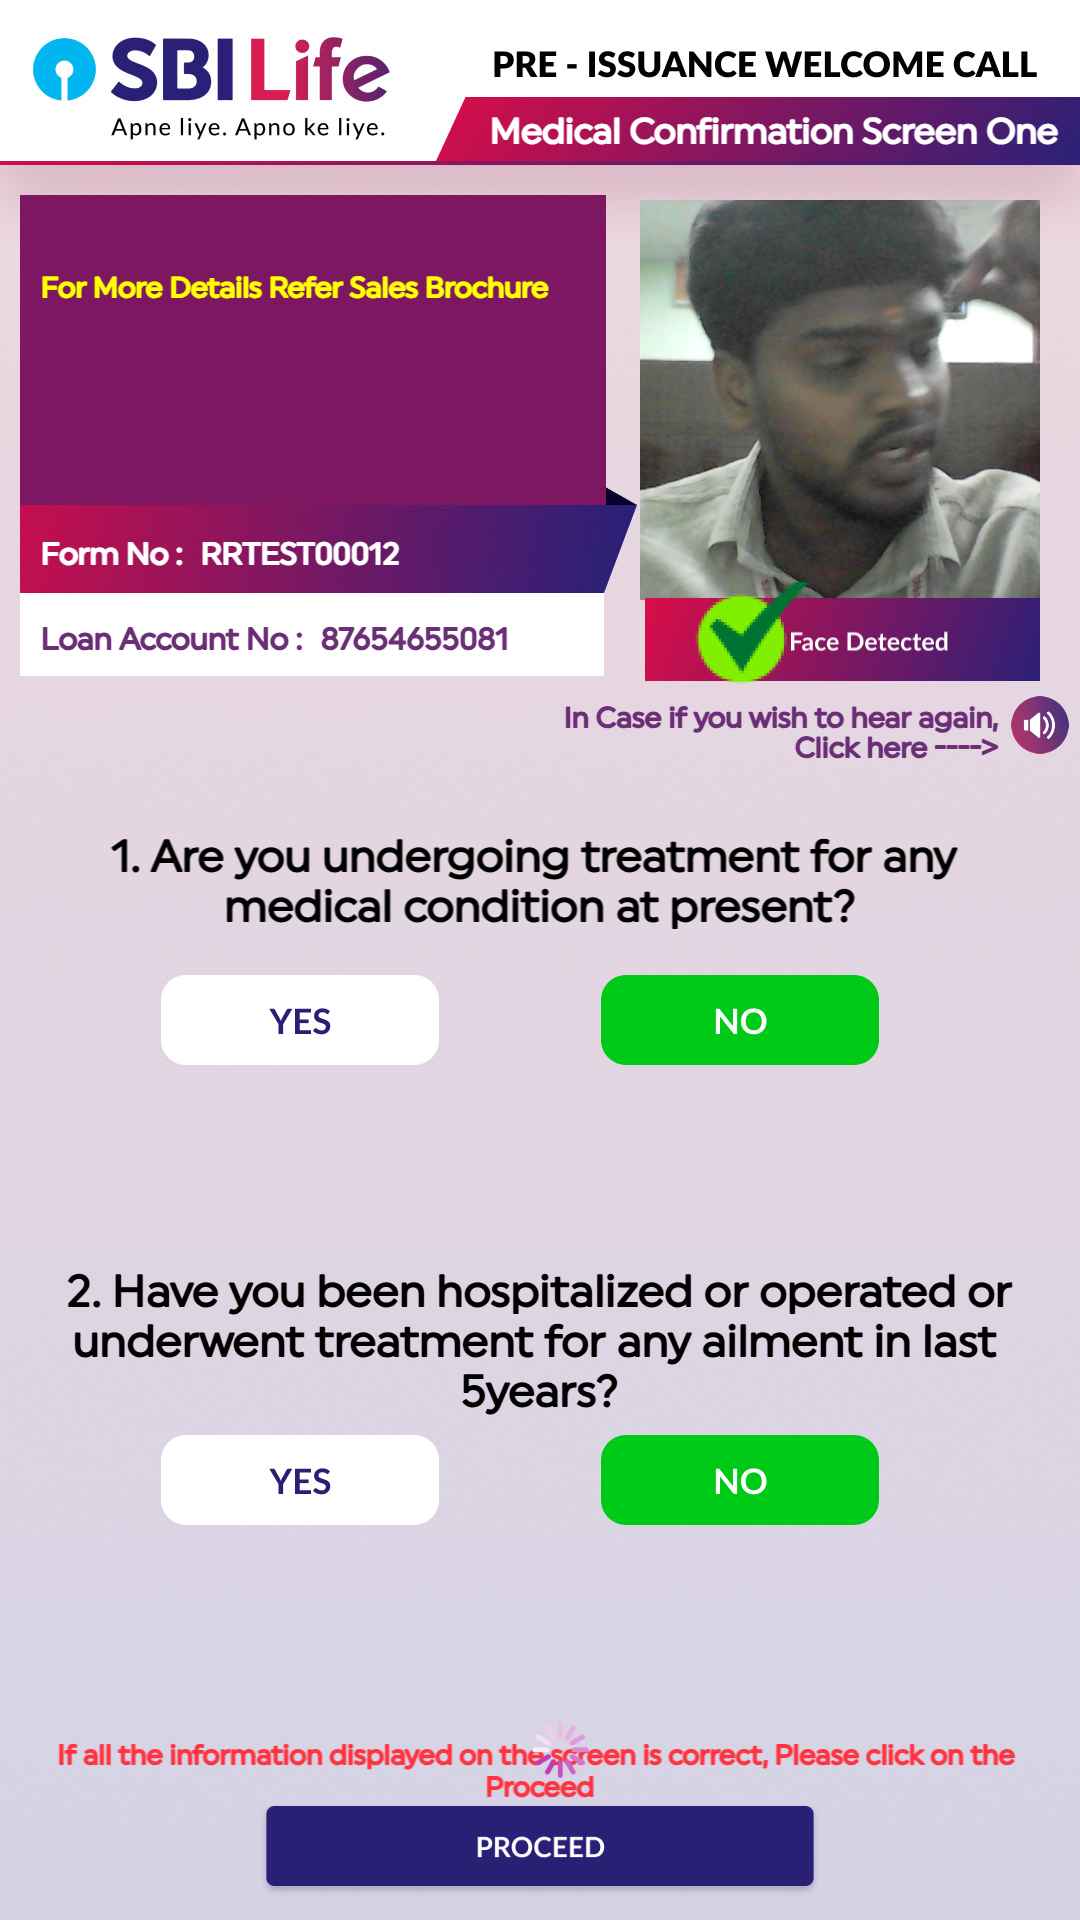 SBI Life
Apne liye. Apno ke liye.
PRE - ISSUANCE WELCOME CALL
Medical Confirmation Screen One
For More Details Refer Sales Brochure
Form No : RRTEST00012
Loan Account No : 87654655081
Face Detected
In Case if you wish to hear again,
Click here ---->
1. Are you undergoing treatment for any
medical condition at present?
YES NO
2. Have you been hospitalized or operated or
underwent treatment for any ailment in last
5years?
YES NO
If all the information displayed on the screen is correct, Please click on the
Proceed
PROCEED